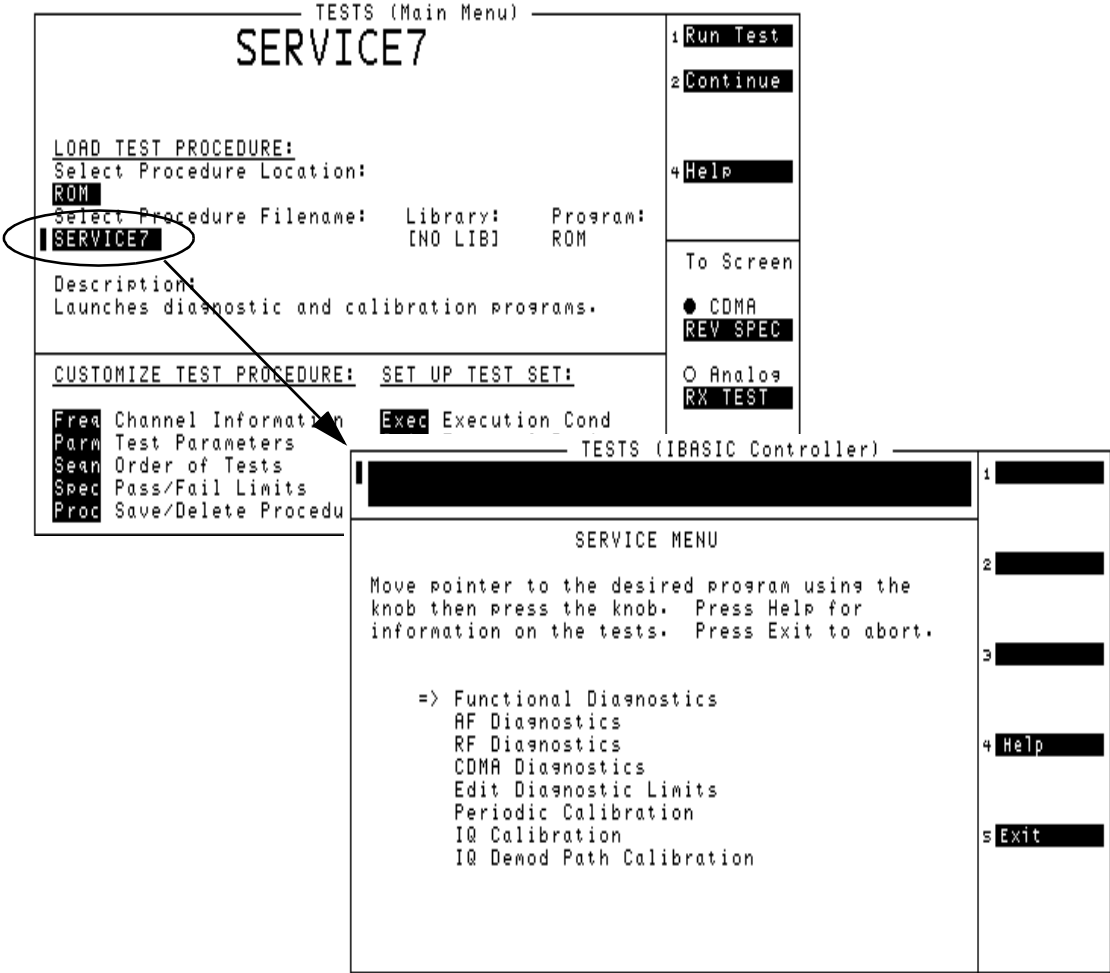 TESTS (Main Menu)
SERVICE7
LOAD TEST PROCEDURE:
Select Procedure Location:
ROM
Select Procedure Filename: Library: Program:
SERVICE7 [NO LIB] ROM
Description:
Launches diagnostic and calibration programs.
CUSTOMIZE TEST PROCEDURE: SET UP TEST SET:
Freq Channel Information Exec Execution Cond
Parm Test Parameters
Seqn Order of Tests
Spec Pass/Fail Limits
Proc Save/Delete Procedu
1 Run Test
2 Continue
4 Help
To Screen
CDMA
REV SPEC
Analog
RX TEST
TESTS (IBASIC Controller)
SERVICE MENU
Move pointer to the desired program using the
knob then press the knob. Press Help for
information on the tests. Press Exit to abort.
=> Functional Diagnostics
AF Diagnostics
RF Diagnostics
CDMA Diagnostics
Edit Diagnostic Limits
Periodic Calibration
IQ Calibration
IQ Demod Path Calibration
1
2
3
4 Help
5 Exit